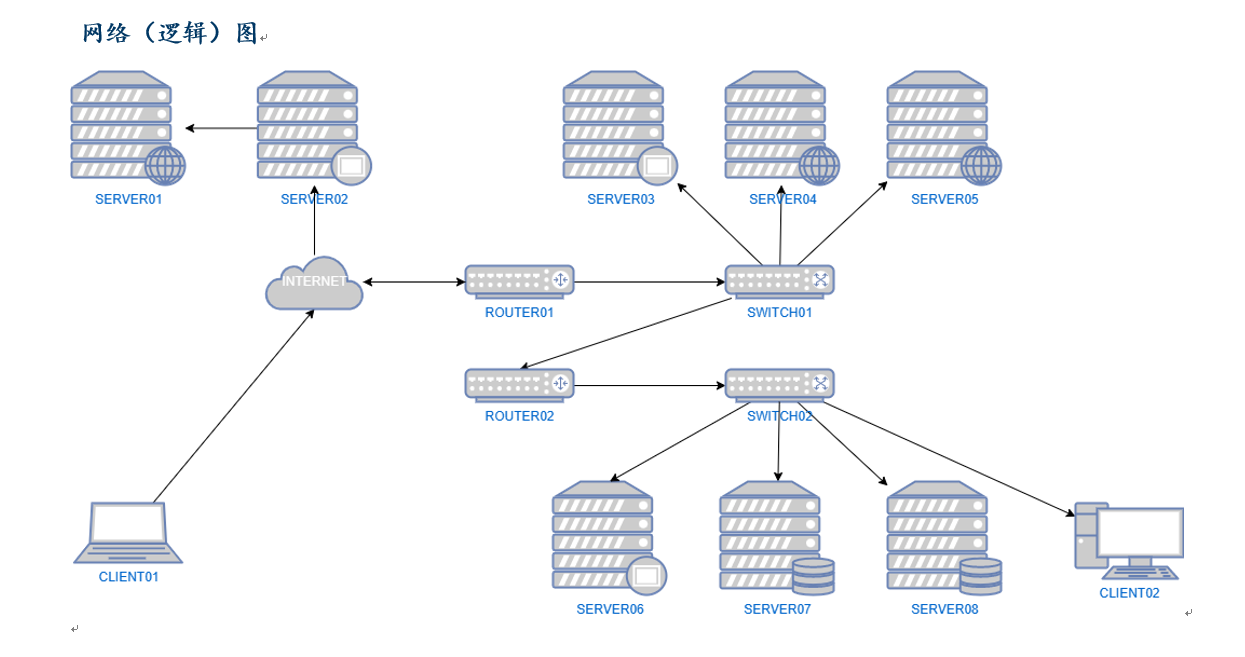 网络（逻辑）图
SERVER01
SERVER02
SERVER03
SERVER04
SERVER05
INTERNET
ROUTER01
SWITCH01
ROUTER02
SWITCH02
CLIENT01
SERVER06
SERVER07
SERVER08
CLIENT02